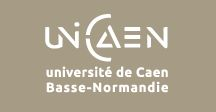 UNICAEN
université de Caen
Basse-Normandie